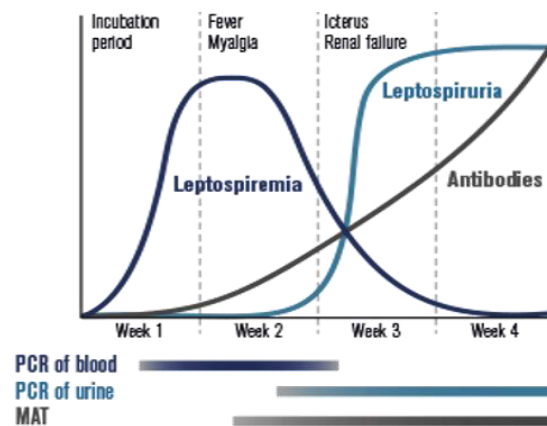 Incubation
period
Fever
Myalgia
Icterus
Renal failure
Leptospiruria
Leptospiremia
Antibodies
Week 1
Week 2
Week 3
Week 4
PCR of blood
PCR of urine
MAT